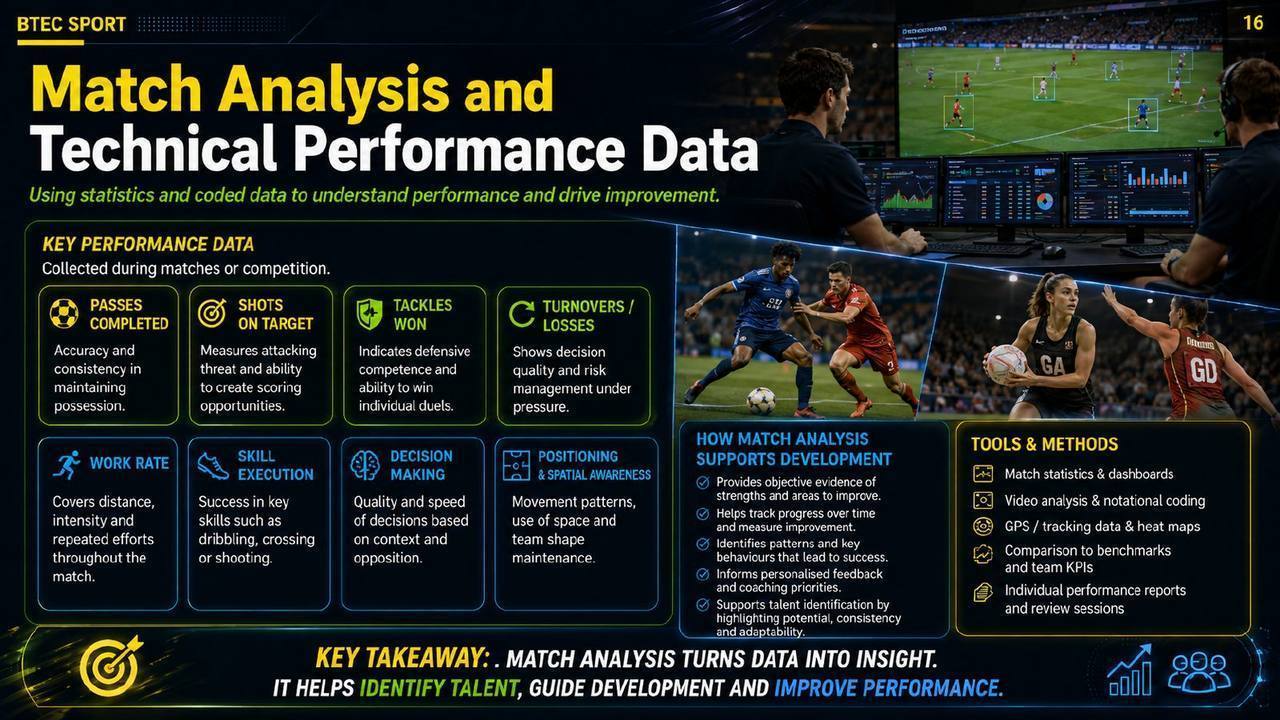 BTEC SPORT
16
Match Analysis and
Technical Performance Data
Using statistics and coded data to understand performance and drive improvement.
KEY PERFORMANCE DATA
Collected during matches or competition.
PASSES
COMPLETED
Accuracy and
consistency in
maintaining
possession.
SHOTS
ON TARGET
Measures attacking
threat and ability
to create scoring
opportunities.
TACKLES
WON
Indicates defensive
competence and
ability to win
individual duels.
TURNOVERS /
LOSSES
Shows decision
quality and risk
management under
pressure.
WORK RATE
Covers distance,
intensity and
repeated efforts
throughout the
match.
SKILL
EXECUTION
Success in key
skills such as
dribbling, crossing
or shooting.
DECISION
MAKING
Quality and speed
of decisions based
on context and
opposition.
POSITIONING
& SPATIAL AWARENESS
Movement patterns,
use of space and
team shape
maintenance.
GA
GD
HOW MATCH ANALYSIS
SUPPORTS DEVELOPMENT
Provides objective evidence of
strengths and areas to improve.
Helps track progress over time
and measure improvement.
Identifies patterns and key
behaviours that lead to success.
Informs personalised feedback
and coaching priorities.
Supports talent identification by
highlighting potential, consistency
and adaptability.
TOOLS & METHODS
Match statistics & dashboards
Video analysis & notational coding
GPS / tracking data & heat maps
Comparison to benchmarks
and team KPIs
Individual performance reports
and review sessions
KEY TAKEAWAY: . MATCH ANALYSIS TURNS DATA INTO INSIGHT.
IT HELPS IDENTIFY TALENT, GUIDE DEVELOPMENT AND IMPROVE PERFORMANCE.